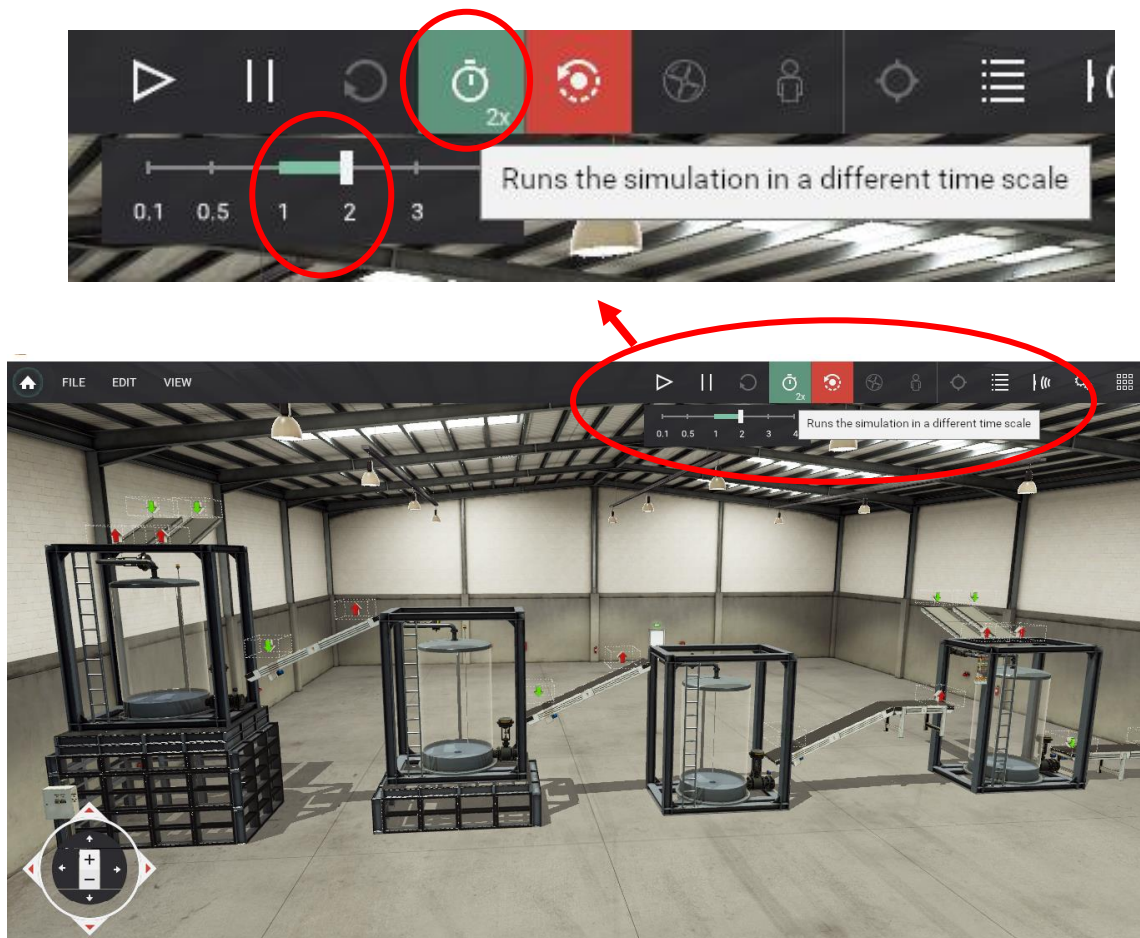 2x
Runs the simulation in a different time scale
0.1 0.5 1 2 3
FILE EDIT VIEW
2x
Runs the simulation in a different time scale
0.1 0.5 1 2 3 4
+
−